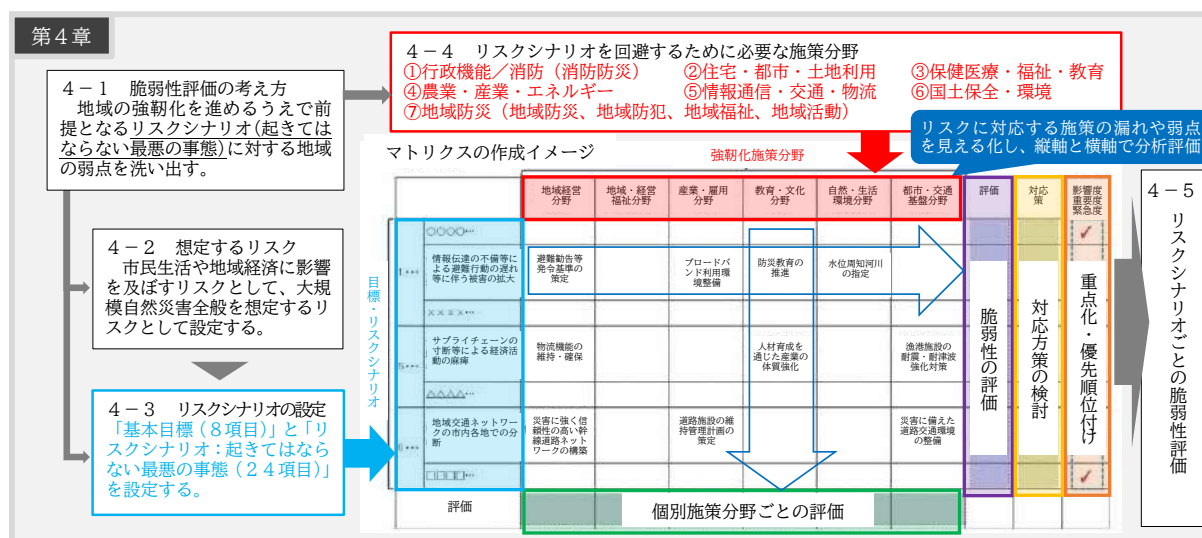 第４章
４－１　脆弱性評価の考え方
地域の強靭化を進めるうえで前
提となるリスクシナリオ（起きては
ならない最悪の事態）に対する地域
の弱点を洗い出す。
４－２　想定するリスク
市民生活や地域経済に影響
を及ぼすリスクとして、大規
模自然災害全般を想定するリ
スクとして設定する。
４－３　リスクシナリオの設定
「基本目標（８項目）」と「リ
スクシナリオ：起きてはなら
ない最悪の事態（２４項目）」
を設定する。
４－４　リスクシナリオを回避するために必要な施策分野
①行政機能／消防（消防防災）　②住宅・都市・土地利用　③保健医療・福祉・教育
④農業・産業・エネルギー　⑤情報通信・交通・物流　⑥国土保全・環境
⑦地域防災（地域防災、地域防犯、地域福祉、地域活動）
リスクに対応する施策の漏れや弱点
を見える化し、縦軸と横軸で分析評価
マトリクスの作成イメージ
強靭化施策分野
地域経営
分野
地域・経営
福祉分野
産業・雇用
分野
教育・文化
分野
自然・生活
環境分野
都市・交通
基盤分野
評価
対応
策
影響度
重要度
緊急度
目標・リスクシナリオ
○○○○…
✓
情報伝達の不備等に
よる避難行動の遅れ
等に伴う被害の拡大
避難勧告等
発令基準の
策定
ブロードバ
ンド利用環
境整備
防災教育の
推進
水位周知河川
の指定
××××…
サプライチェーンの
寸断等による経済活
動の麻痺
物流機能の
維持・確保
人材育成を
通じた産業の
体質強化
漁港施設の
耐震・耐津波
強化対策
△△△△…
地域交通ネットワー
クの市内各地での分
断
災害に強く信
頼性の高い幹
線道路ネット
ワークの構築
道路施設の維
持管理計画の
策定
災害に備えた
道路交通環境
の整備
□□□□…
✓
評価
個別施策分野ごとの評価
脆弱性の評価
対応方策の検討
重点化・優先順位付け
４－５
リスクシナリオごとの脆弱性評価